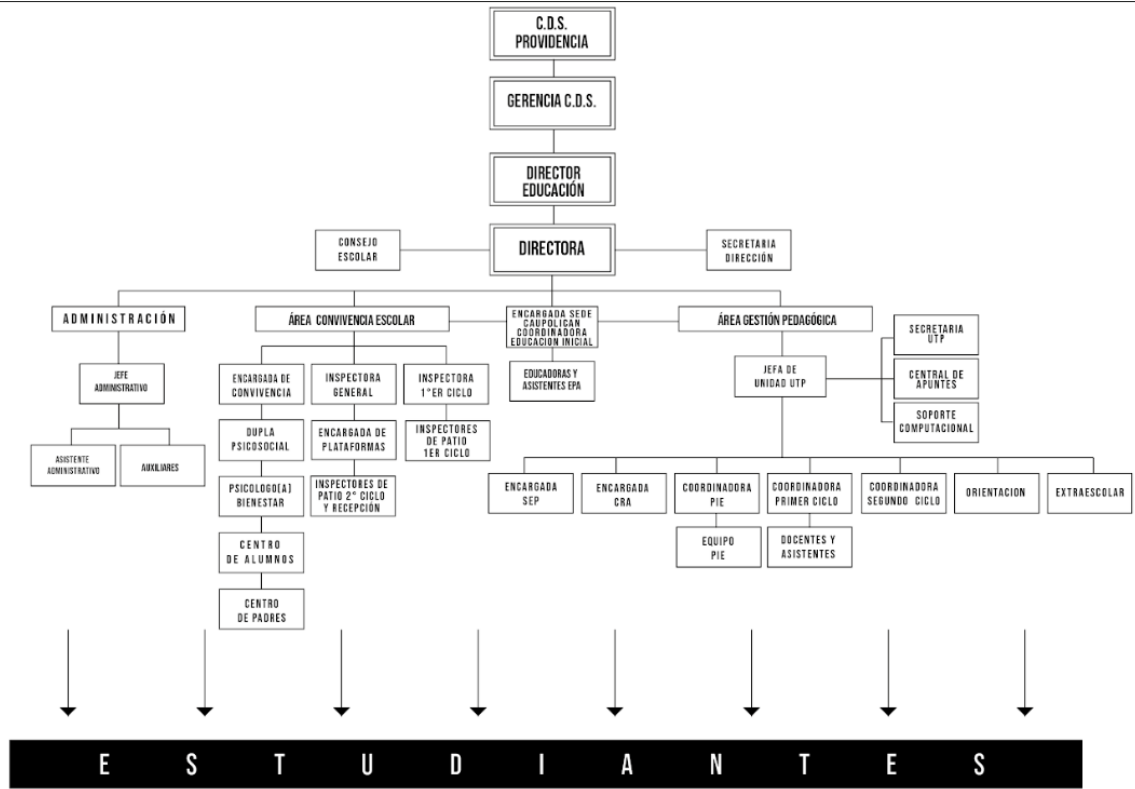 C.D.S.
PROVIDENCIA
GERENCIA C.D.S.
DIRECTOR
EDUCACIÓN
CONSEJO
ESCOLAR
DIRECTORA
SECRETARIA
DIRECCIÓN
ADMINISTRACIÓN
ÁREA CONVIVENCIA ESCOLAR
ENCARGADA SEDE
CAUPOLICAN
COORDINADORA
EDUCACION INICIAL
ÁREA GESTIÓN PEDAGÓGICA
JEFE
ADMINISTRATIVO
ASISTENTE
ADMINISTRATIVO
AUXILIARES
ENCARGADA DE
CONVIVENCIA
DUPLA
PSICOSOCIAL
PSICOLOGO(A)
BIENESTAR
CENTRO
DE ALUMNOS
CENTRO
DE PADRES
INSPECTORA
GENERAL
ENCARGADA DE
PLATAFORMAS
INSPECTORES DE
PATIO 2° CICLO
Y RECEPCIÓN
INSPECTORA
1°ER CICLO
INSPECTORES
DE PATIO
1ER CICLO
EDUCADORAS Y
ASISTENTES EPA
JEFA DE
UNIDAD UTP
SECRETARIA
UTP
CENTRAL DE
APUNTES
SOPORTE
COMPUTACIONAL
ENCARGADA
SEP
ENCARGADA
CRA
COORDINADORA
PIE
EQUIPO
PIE
COORDINADORA
PRIMER CICLO
DOCENTES Y
ASISTENTES
COORDINADORA
SEGUNDO CICLO
ORIENTACION
EXTRAESCOLAR
ESTUDIANTES